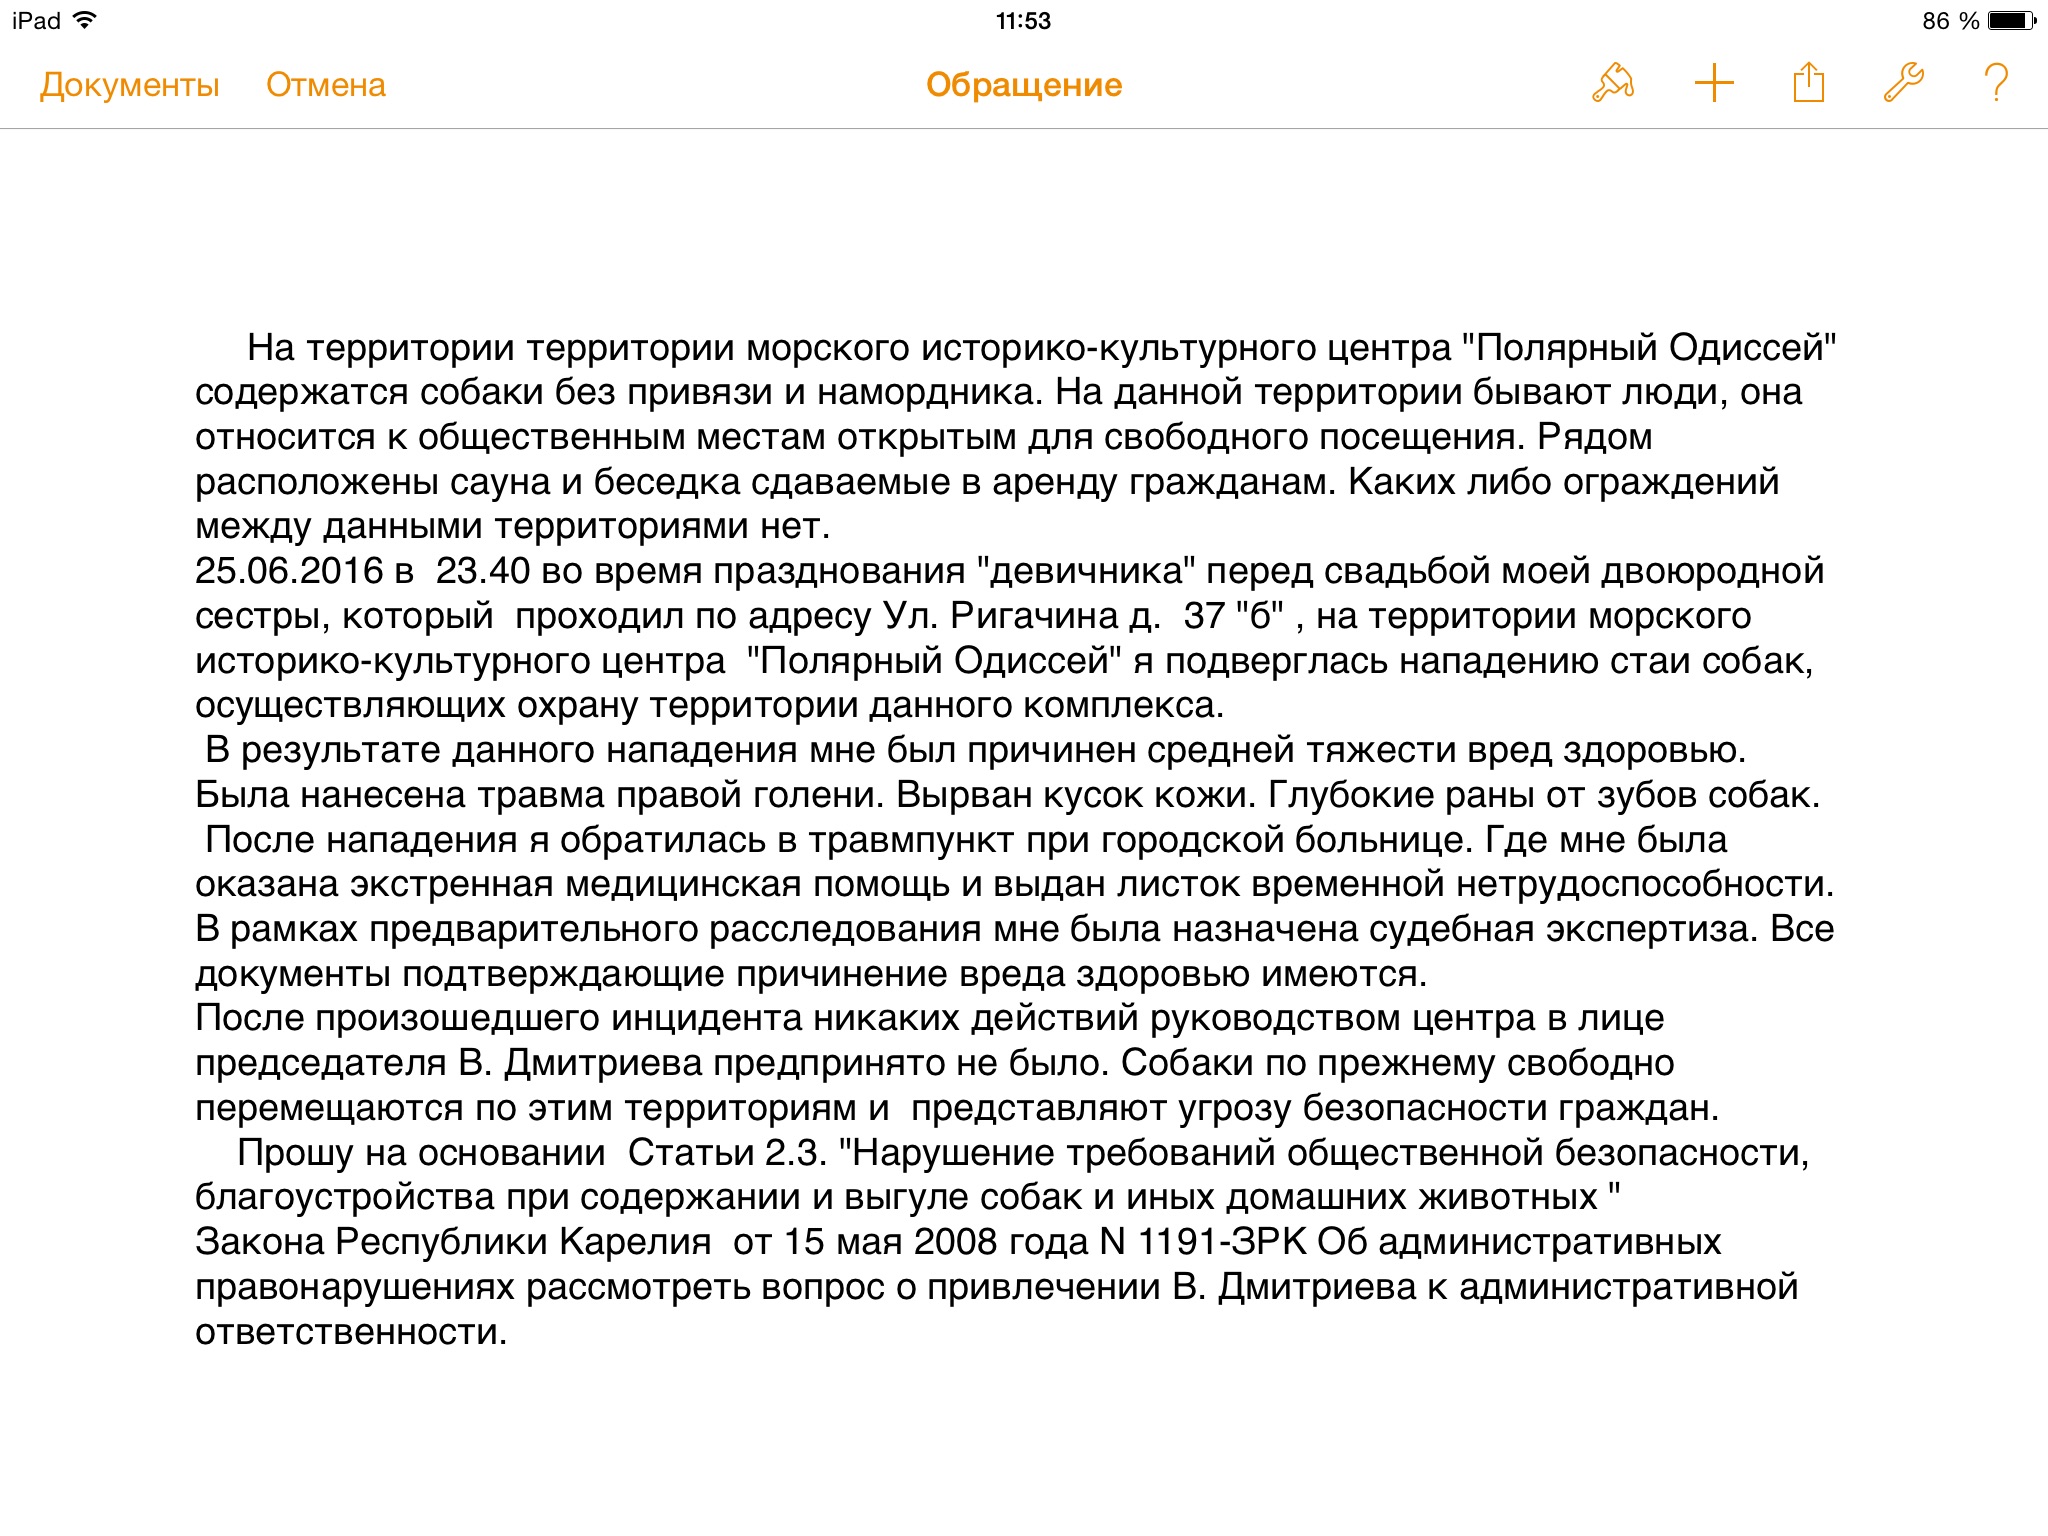 iPad 11:53 86 %
Документы Отмена Обращение
На территории территории морского историко-культурного центра "Полярный Одиссей"
содержатся собаки без привязи и намордника. На данной территории бывают люди, она
относится к общественным местам открытым для свободного посещения. Рядом
расположены сауна и беседка сдаваемые в аренду гражданам. Каких либо ограждений
между данными территориями нет.
25.06.2016 в  23.40 во время празднования "девичника" перед свадьбой моей двоюродной
сестры, который  проходил по адресу Ул. Ригачина д.  37 "б" , на территории морского
историко-культурного центра  "Полярный Одиссей" я подверглась нападению стаи собак,
осуществляющих охрану территории данного комплекса.
В результате данного нападения мне был причинен средней тяжести вред здоровью.
Была нанесена травма правой голени. Вырван кусок кожи. Глубокие раны от зубов собак.
После нападения я обратилась в травмпункт при городской больнице. Где мне была
оказана экстренная медицинская помощь и выдан листок временной нетрудоспособности.
В рамках предварительного расследования мне была назначена судебная экспертиза. Все
документы подтверждающие причинение вреда здоровью имеются.
После произошедшего инцидента никаких действий руководством центра в лице
председателя В. Дмитриева предпринято не было. Собаки по прежнему свободно
перемещаются по этим территориям и  представляют угрозу безопасности граждан.
Прошу на основании  Статьи 2.3. "Нарушение требований общественной безопасности,
благоустройства при содержании и выгуле собак и иных домашних животных "
Закона Республики Карелия  от 15 мая 2008 года N 1191-ЗРК Об административных
правонарушениях рассмотреть вопрос о привлечении В. Дмитриева к административной
ответственности.